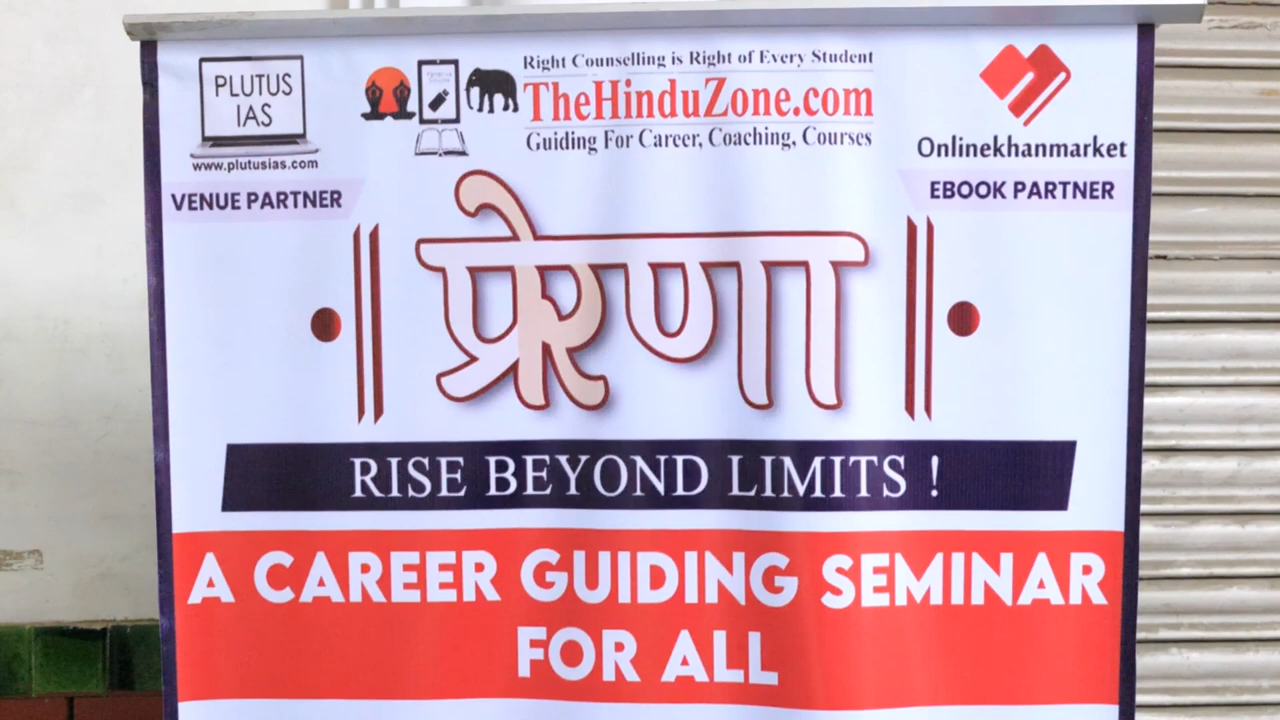 PLUTUS
IAS
www.plutusias.com
VENUE PARTNER
Right Counselling is Right of Every Student
TheHinduZone.com
Guiding For Career, Coaching, Courses
Onlinekhanmarket
EBOOK PARTNER
प्रेरणा
RISE BEYOND LIMITS !
A CAREER GUIDING SEMINAR
FOR ALL